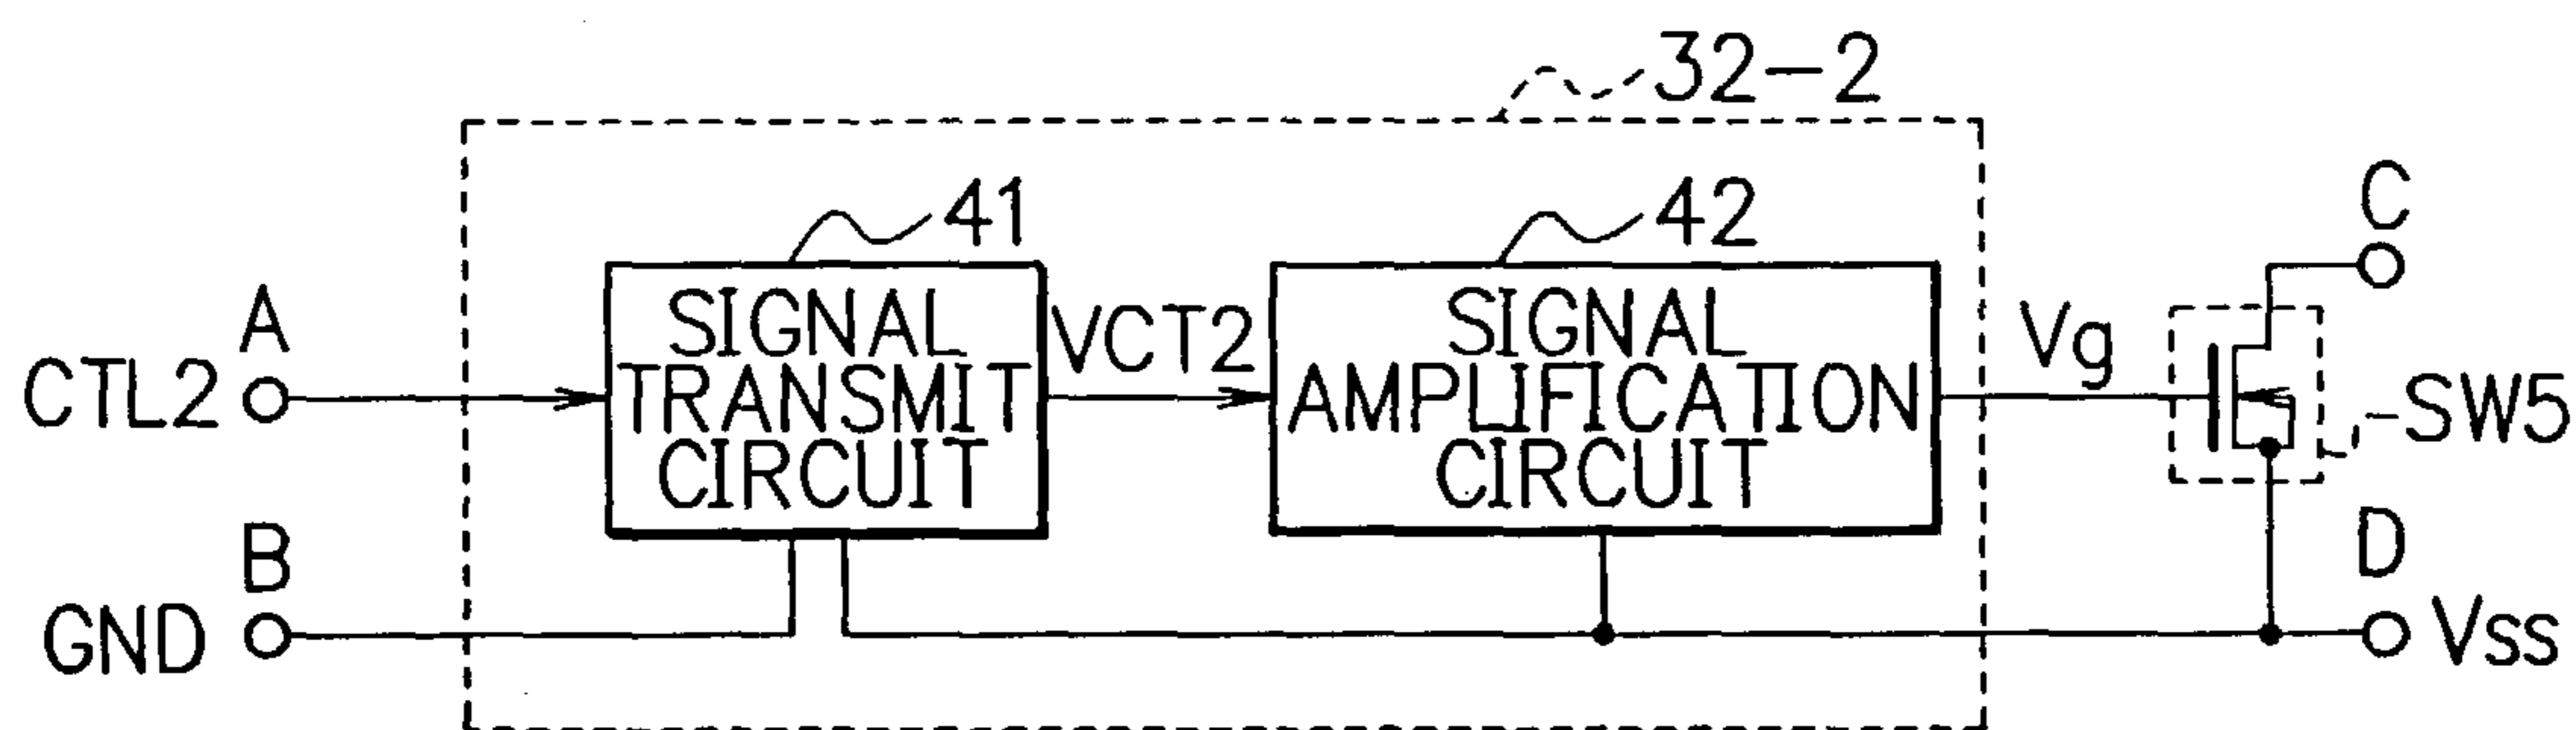 32-2
41
42
C
A
SIGNAL
TRANSMIT
CIRCUIT
VCT2
SIGNAL
AMPLIFICATION
CIRCUIT
Vg
CTL2
SW5
B
D
GND
Vss